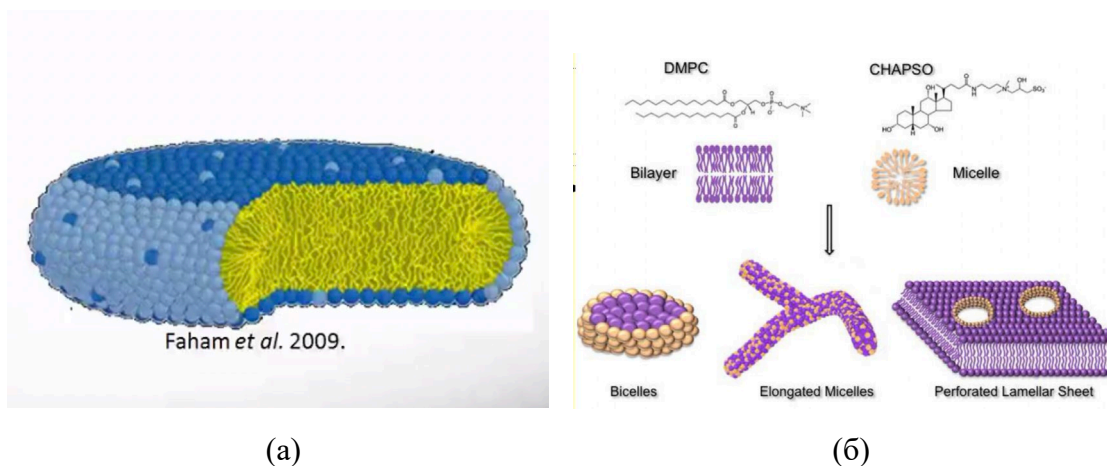 Faham et al. 2009.
(а)
DMPC
CHAPSO
Bilayer
Micelle
Bicelles
Elongated Micelles
Perforated Lamellar Sheet
(б)